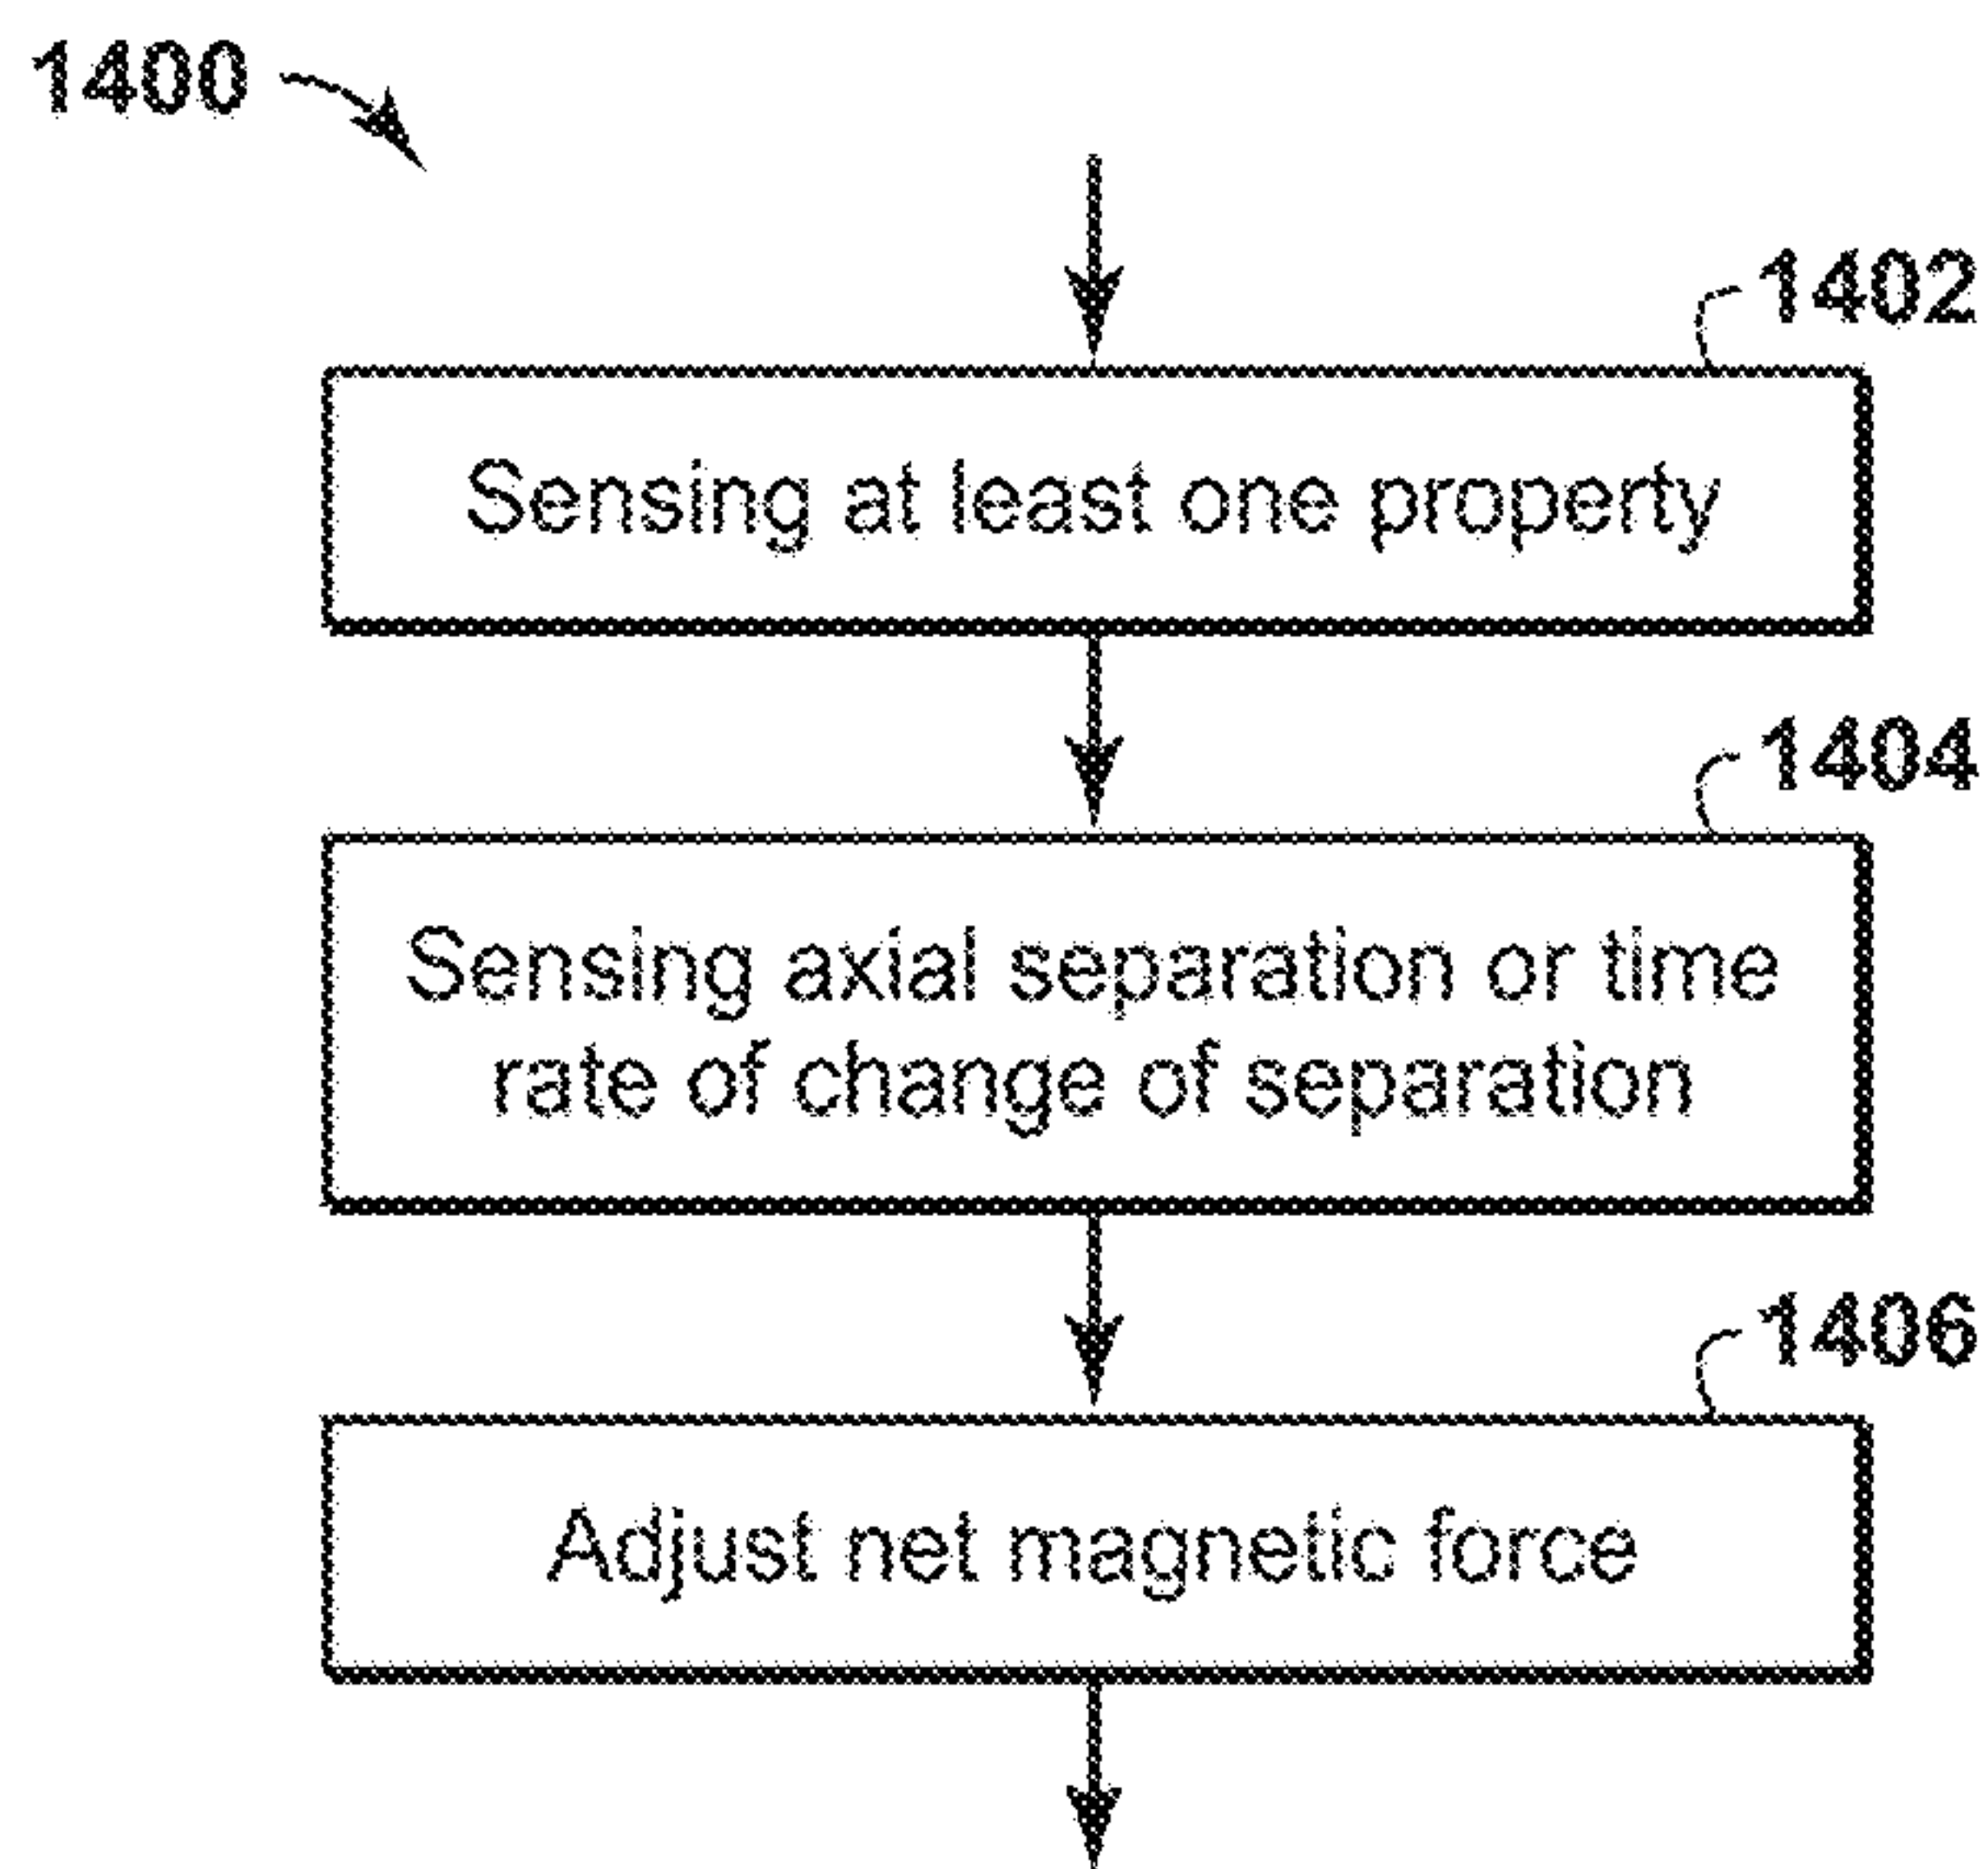 1400
1402
Sensing at least one property
1404
Sensing axial separation or time
rate of change of separation
1406
Adjust net magnetic force